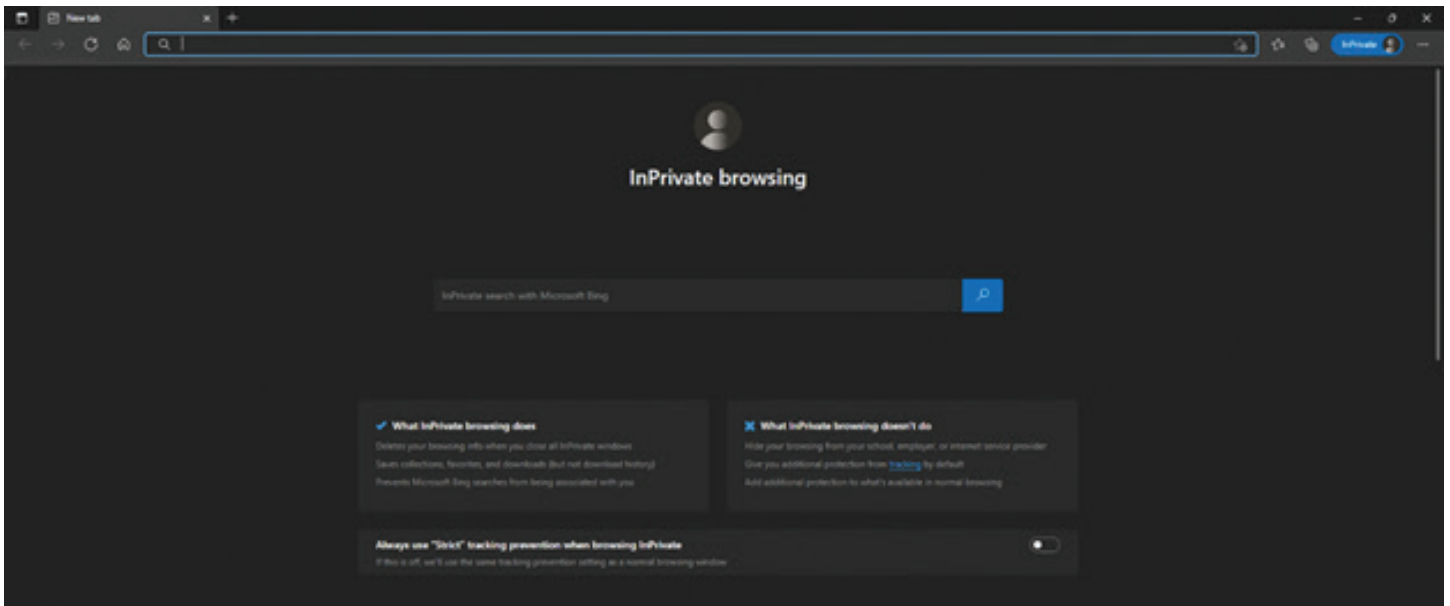 New tab
InPrivate
InPrivate browsing
InPrivate search with Microsoft Bing
What InPrivate browsing does
Deletes your browsing info when you close all InPrivate windows
Saves collections, favorites, and downloads (but not download history)
Prevents Microsoft Bing searches from being associated with you
What InPrivate browsing doesn't do
Hide your browsing from your school, employer, or internet service provider
Give you additional protection from tracking by default
Add additional protection to what's available in normal browsing
Always use "Strict" tracking prevention when browsing InPrivate
If this is off, we'll use the same tracking prevention setting as a normal browsing window